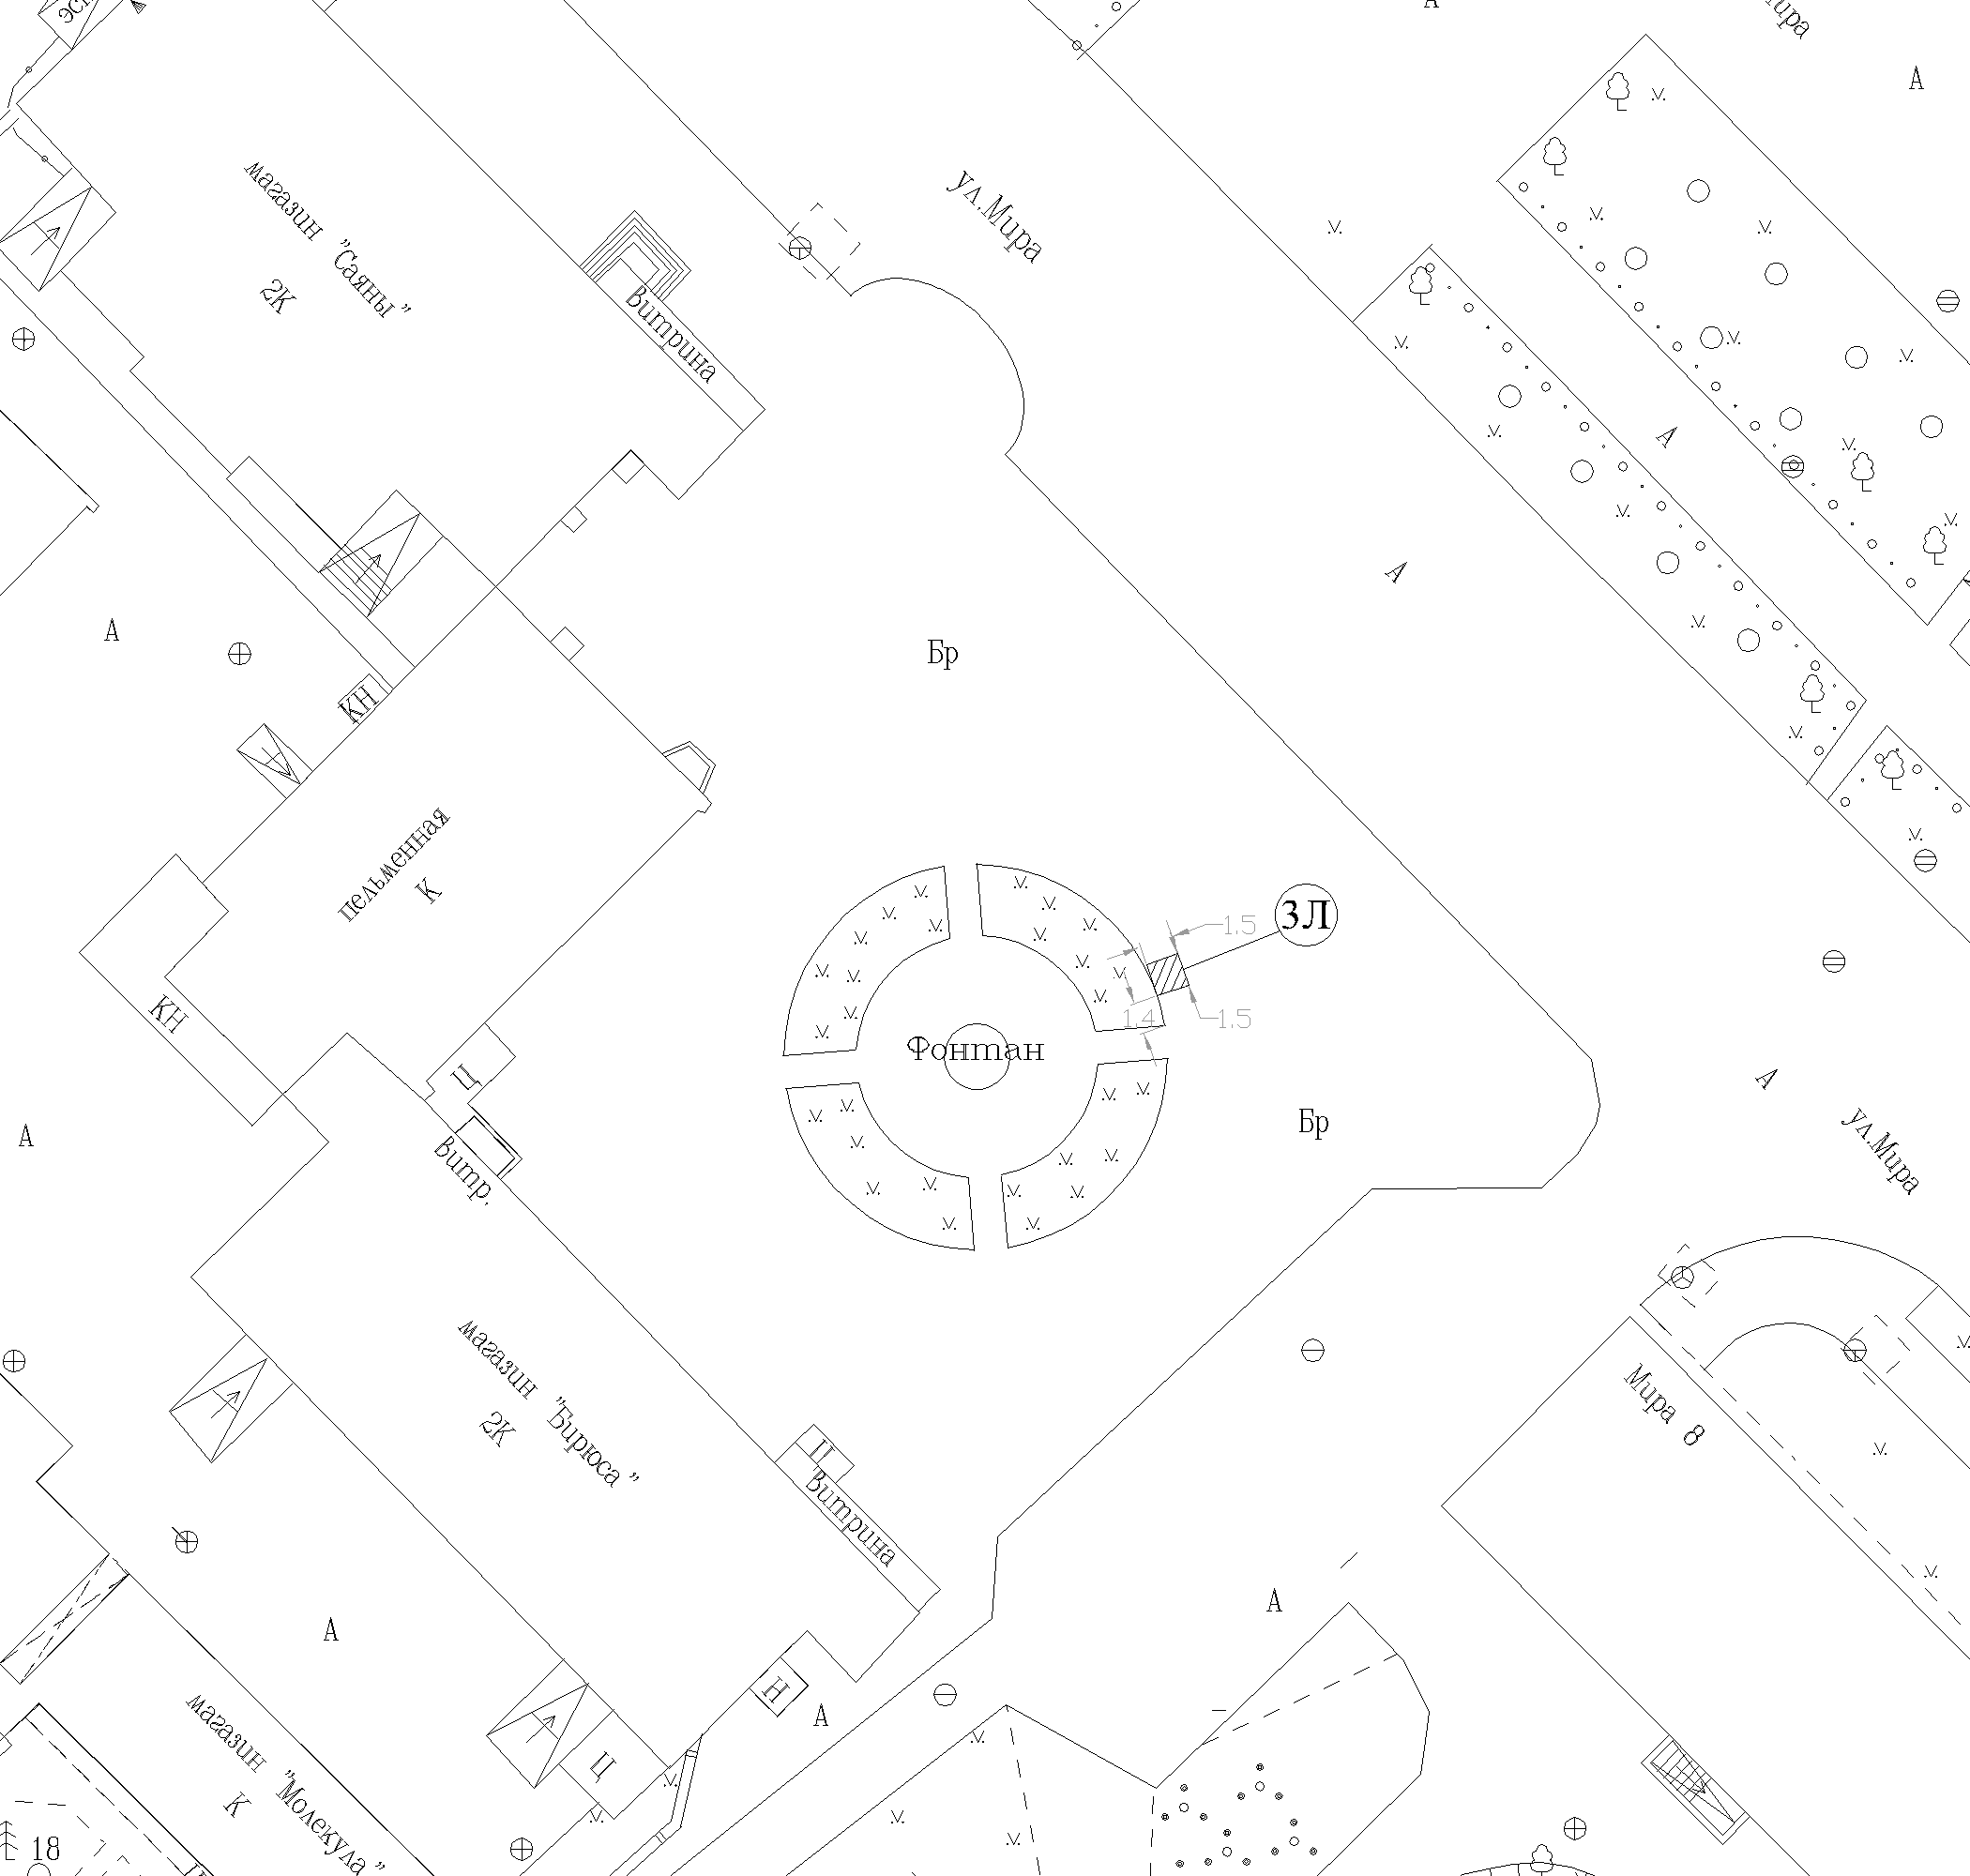 А
Мира
А
магазин "Саяны"
2К
ул.Мира
Витрина
А
А
А
Бр
КН
пельменная
К
3Л
1.5
КН
1.4
1.5
Фонтан
Ц
А
А
Бр
Витр.
ул.Мира
магазин "Бирюса"
2К
Мира 8
Ц
Витрина
А
А
Н
А
магазин "Молекула"
К
Ц
18